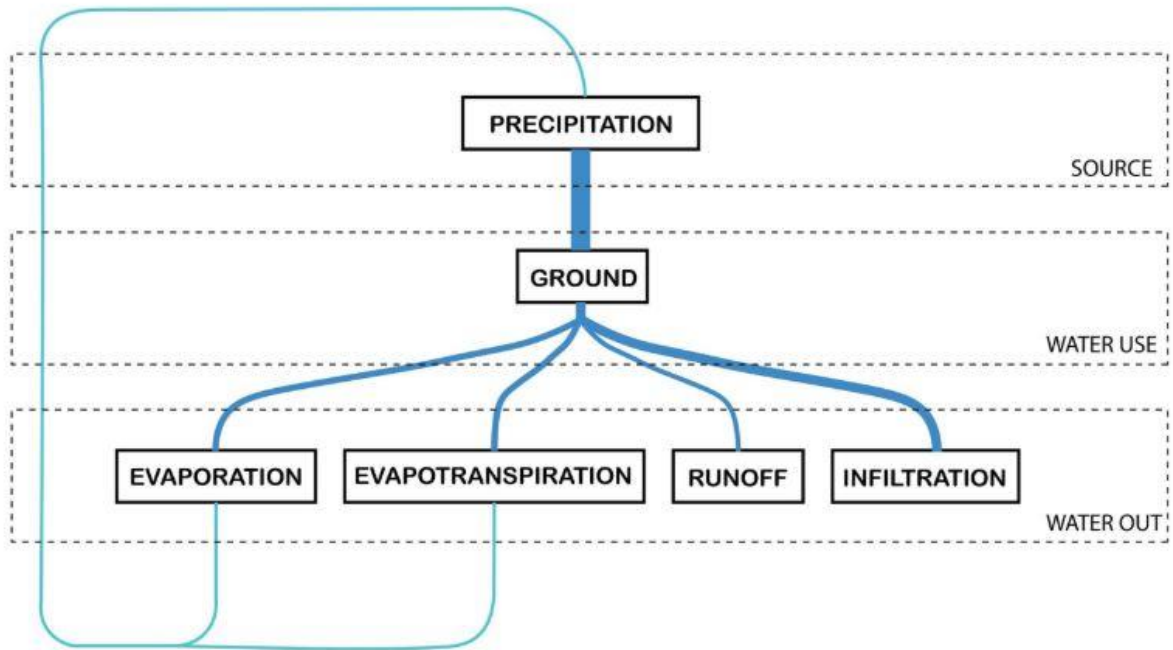 PRECIPITATION
SOURCE
GROUND
WATER USE
EVAPORATION
EVAPOTRANSPIRATION
RUNOFF
INFILTRATION
WATER OUT